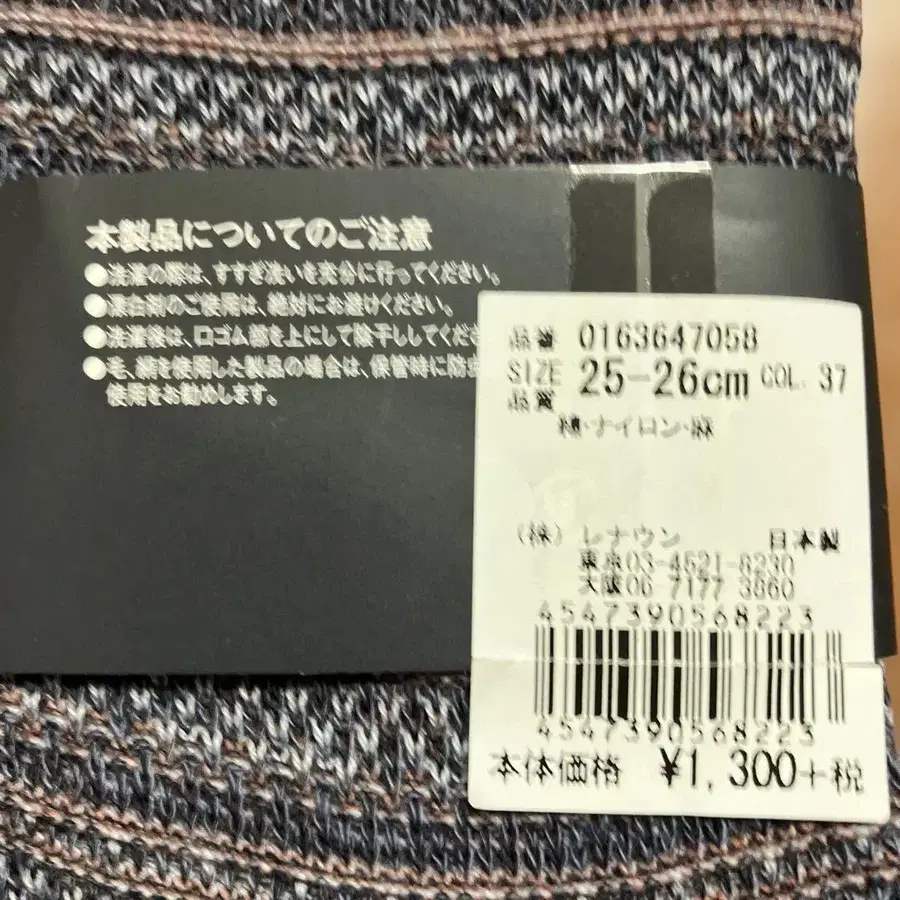 本製品についてのご注意
●洗濯の際は、すすぎ洗いを充分に行ってください。
●漂白剤のご使用は、絶対にお避けください。
●洗濯後は、口ゴム部を上にして陰干ししてくださ
●毛、絹を使用した製品の場合は、保管時に防虫
使用をお勧めします。
品番 0163647058
SIZE 25-26cm COL. 37
品質
綿・ナイロン・麻
(株) レナウン 日本製
東京03-4521-8230
大阪06 7177 3560
4547390568223
4547390568223
本体価格 ¥1,300+税